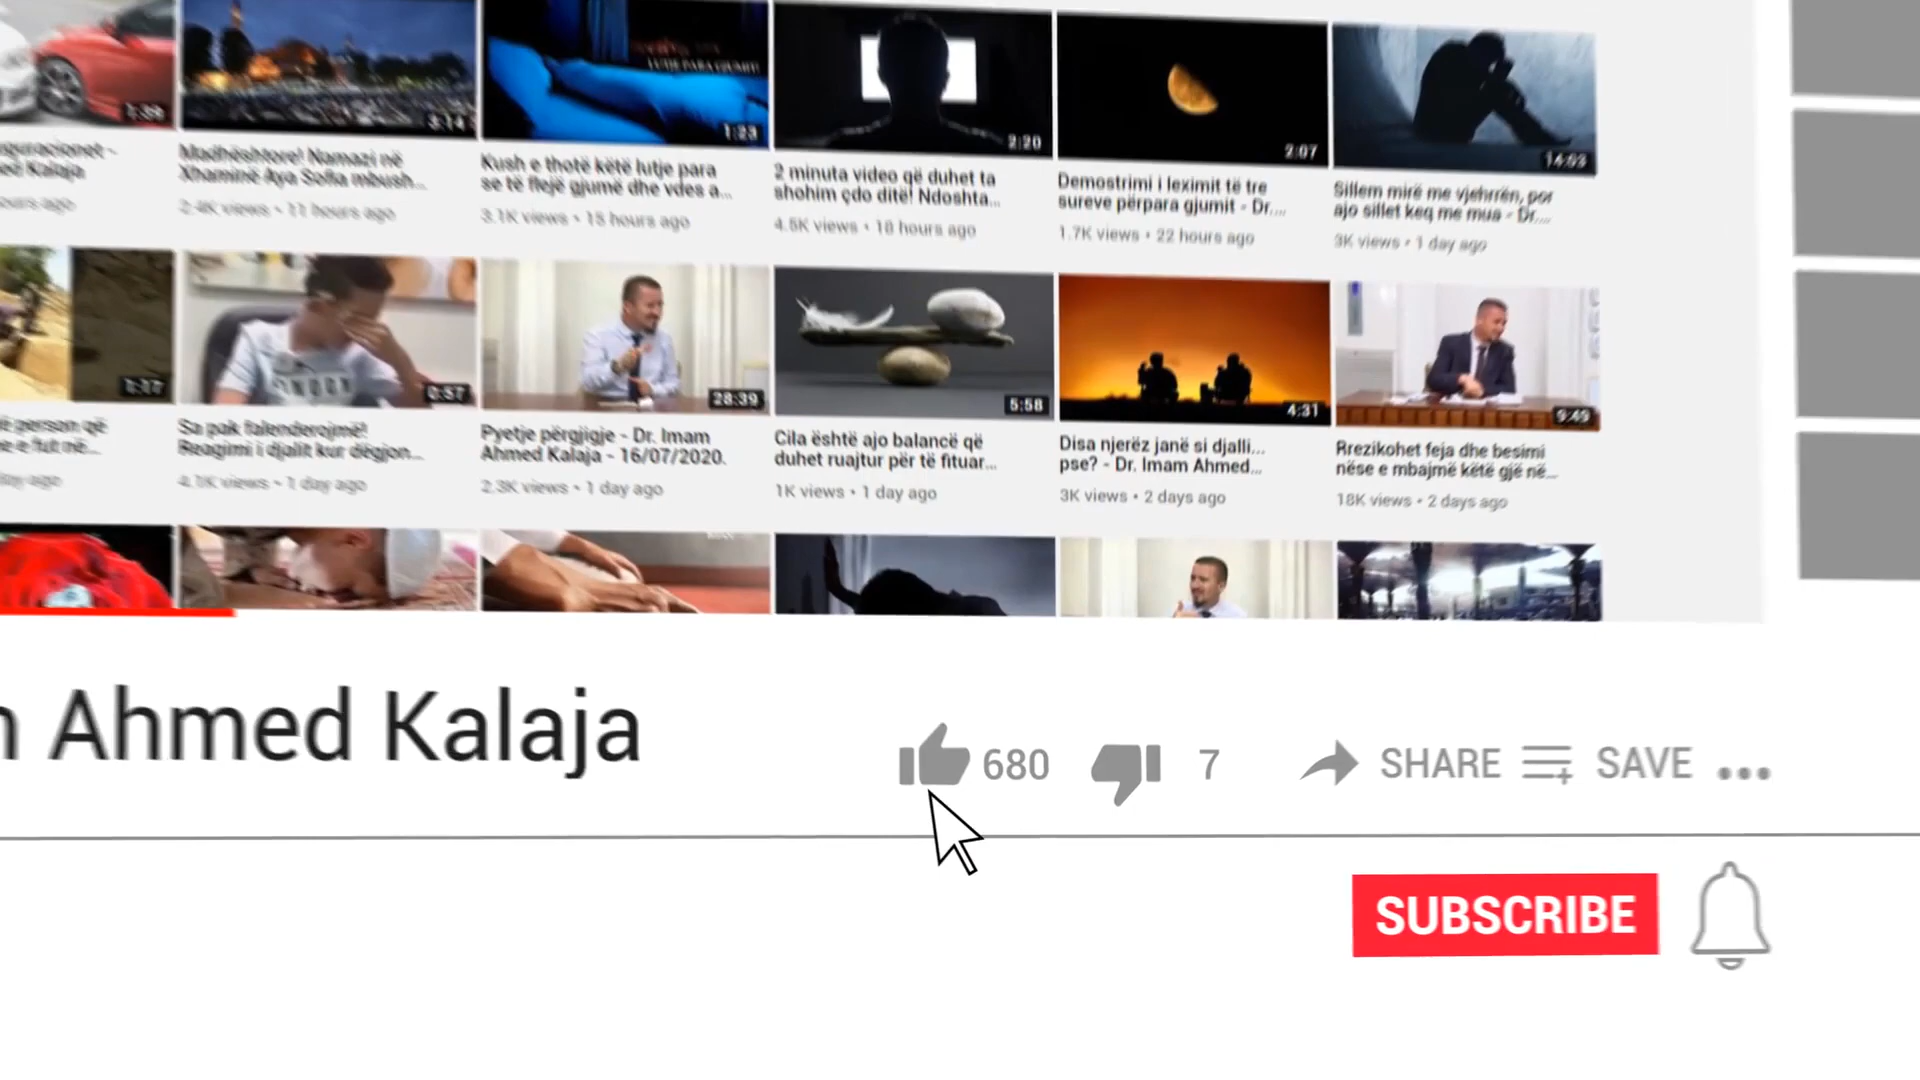 1:39
3:14
1:23
2:20
2:07
14:53
Kalaja
Madhështore! Namazi në
Xhaminë Aya Sofia mbush...
2.4K views • 11 hours ago
Kush e thotë këtë lutje para
se të flejë gjumë dhe vdes a...
3.1K views • 15 hours ago
2 minuta video që duhet ta
shohim çdo ditë! Ndoshta...
4.5K views • 18 hours ago
Demostrimi i leximit të tre
sureve përpara gjumit - Dr....
1.7K views • 22 hours ago
Sillem mirë me vjehrrën, por
ajo sillet keq me mua - Dr....
3K views • 1 day ago
1:17
0:57
28:39
5:58
4:31
9:49
person që
e fut në...
ago
Sa pak falenderojmë!
Reagimi i djalit kur dëgjon...
4.1K views • 1 day ago
Pyetje përgjigje - Dr. Imam
Ahmed Kalaja - 16/07/2020.
2.3K views • 1 day ago
Cila është ajo balancë që
duhet ruajtur për të fituar...
1K views • 1 day ago
Disa njerëz janë si djalli...
pse? - Dr. Imam Ahmed...
3K views • 2 days ago
Rrezikohet feja dhe besimi
nëse e mbajmë këtë gjë në...
18K views • 2 days ago
Ahmed Kalaja
680 7 SHARE SAVE
SUBSCRIBE